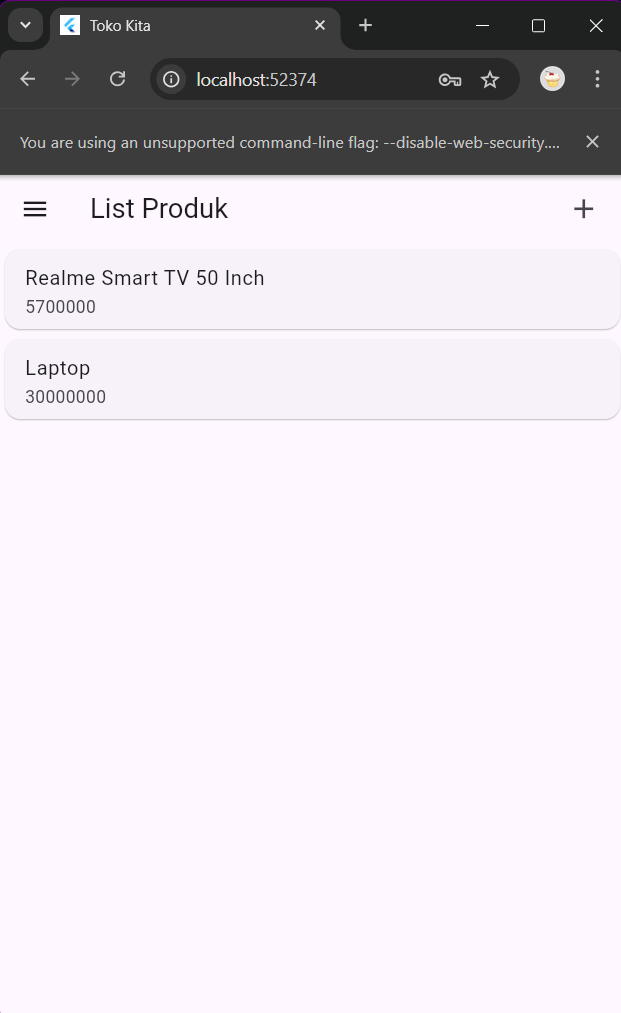 Toko Kita
localhost:52374
You are using an unsupported command-line flag: --disable-web-security....
List Produk
Realme Smart TV 50 Inch
5700000
Laptop
30000000